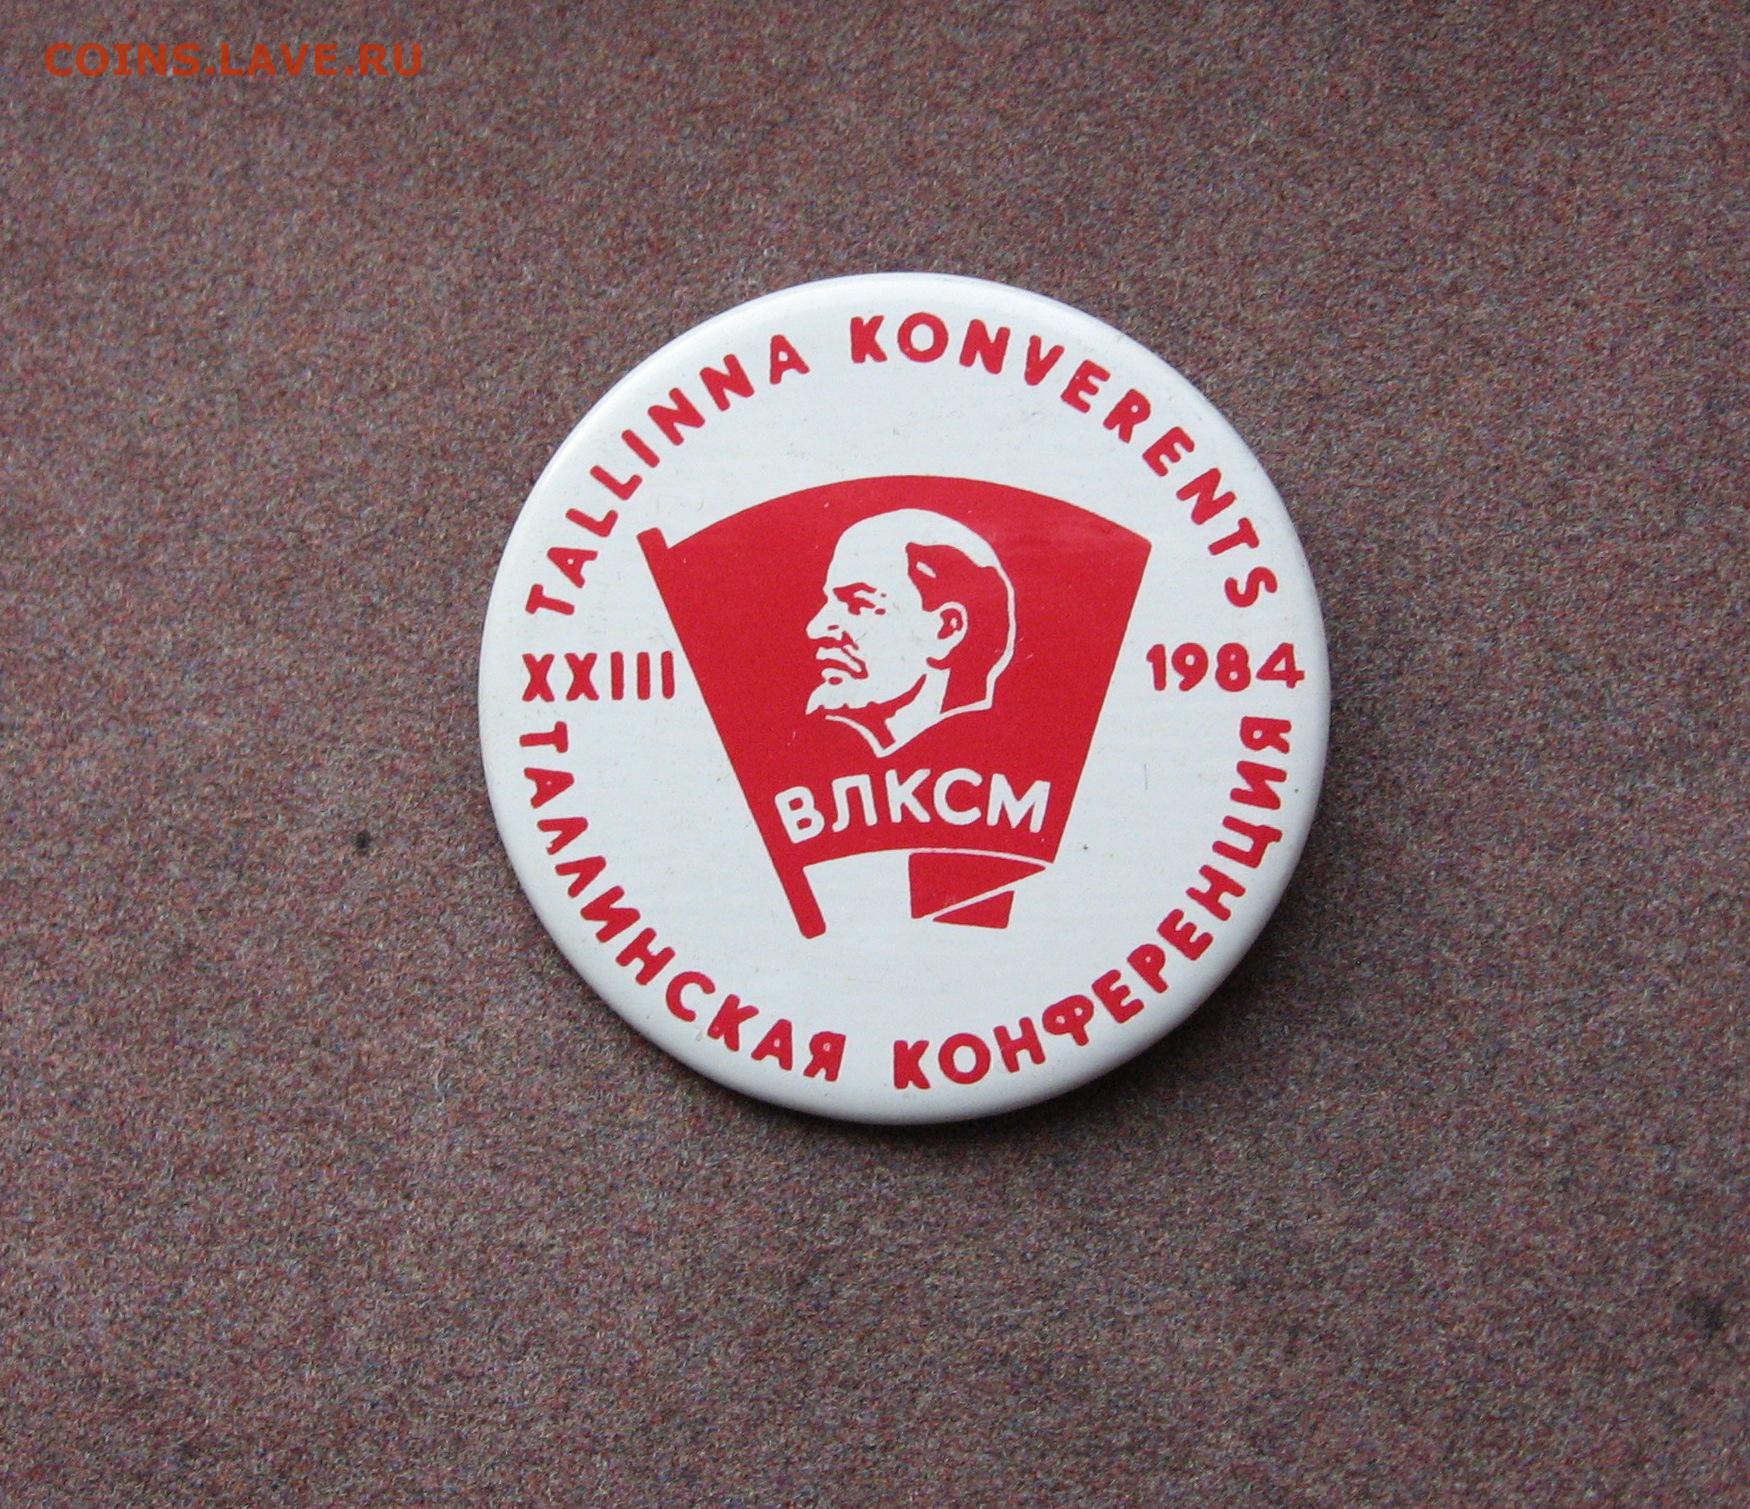 COINS.LAVE.RU
TALLINNA KONVERENTS
XXIII
1984
ВЛКСМ
ТАЛЛИНСКАЯ КОНФЕРЕНЦИЯ